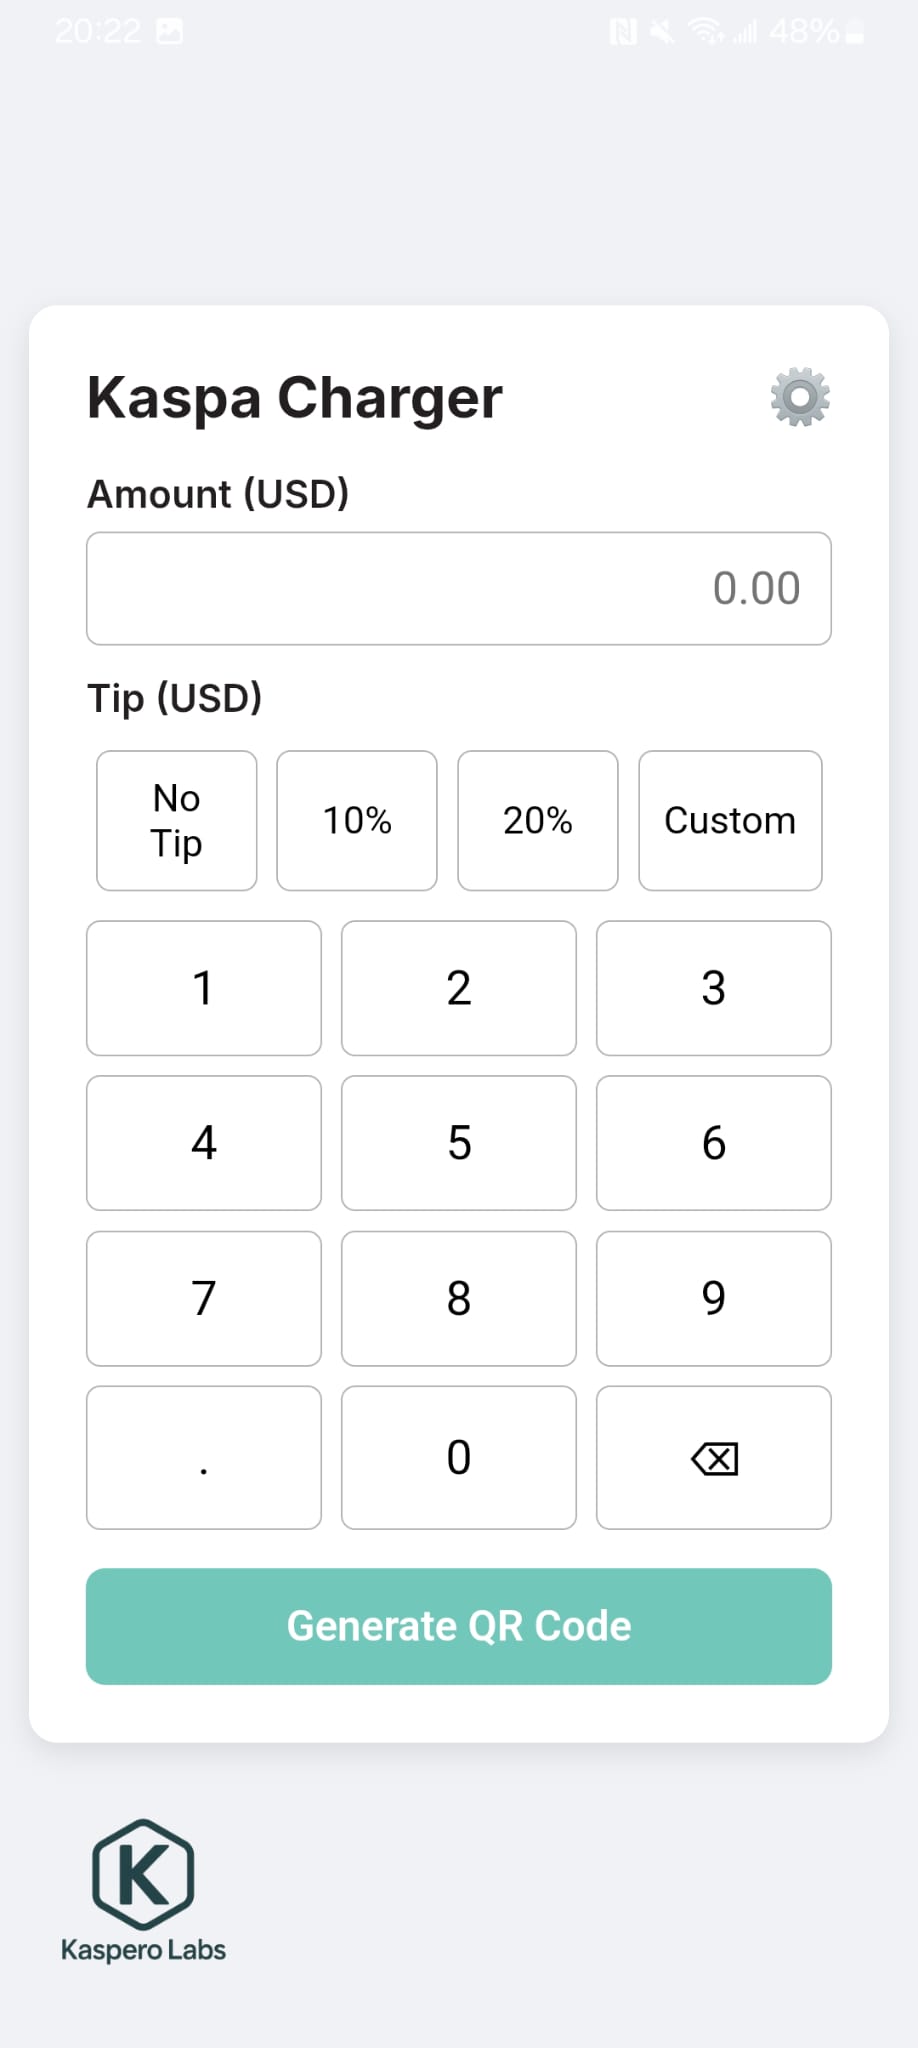 20:22 48%
Kaspa Charger
Amount (USD)
0.00
Tip (USD)
No
Tip
10%
20%
Custom
1 2 3
4 5 6
7 8 9
. 0
Generate QR Code
K
Kaspero Labs